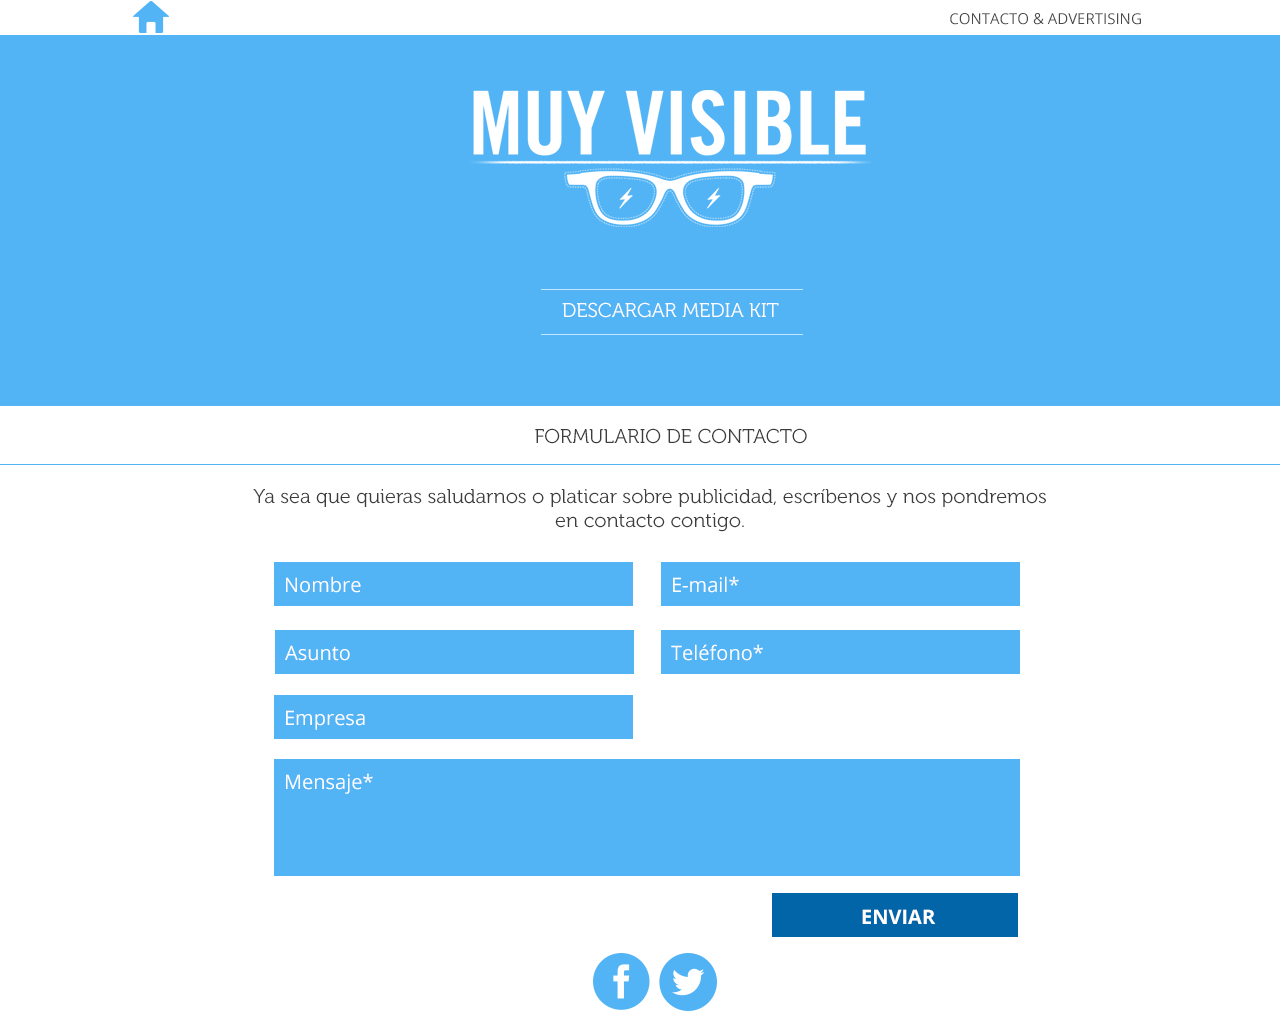 CONTACTO & ADVERTISING
MUY VISIBLE
DESCARGAR MEDIA KIT
FORMULARIO DE CONTACTO
Ya sea que quieras saludarnos o platicar sobre publicidad, escríbenos y nos pondremos
en contacto contigo.
Nombre
E-mail*
Asunto
Teléfono*
Empresa
Mensaje*
ENVIAR